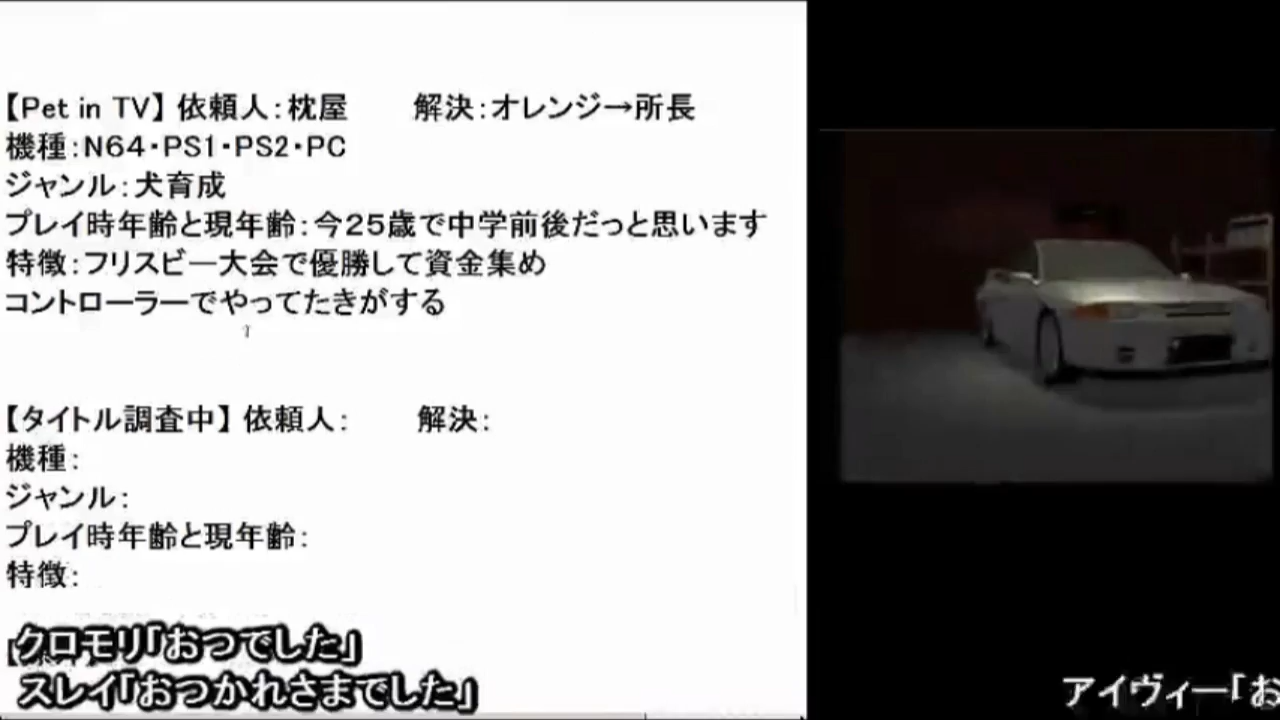 【Pet in TV】 依頼人：枕屋　　解決：オレンジ→所長
機種：N64・PS1・PS2・PC
ジャンル：犬育成
プレイ時年齢と現年齢：今25歳で中学前後だっと思います
特徴：フリスビー大会で優勝して資金集め
コントローラーでやってたきがする
【タイトル調査中】 依頼人：　　解決：
機種：
ジャンル：
プレイ時年齢と現年齢：
特徴：
クロモリ「おつでした」
スレイ「おつかれさまでした」
アイヴィー「お